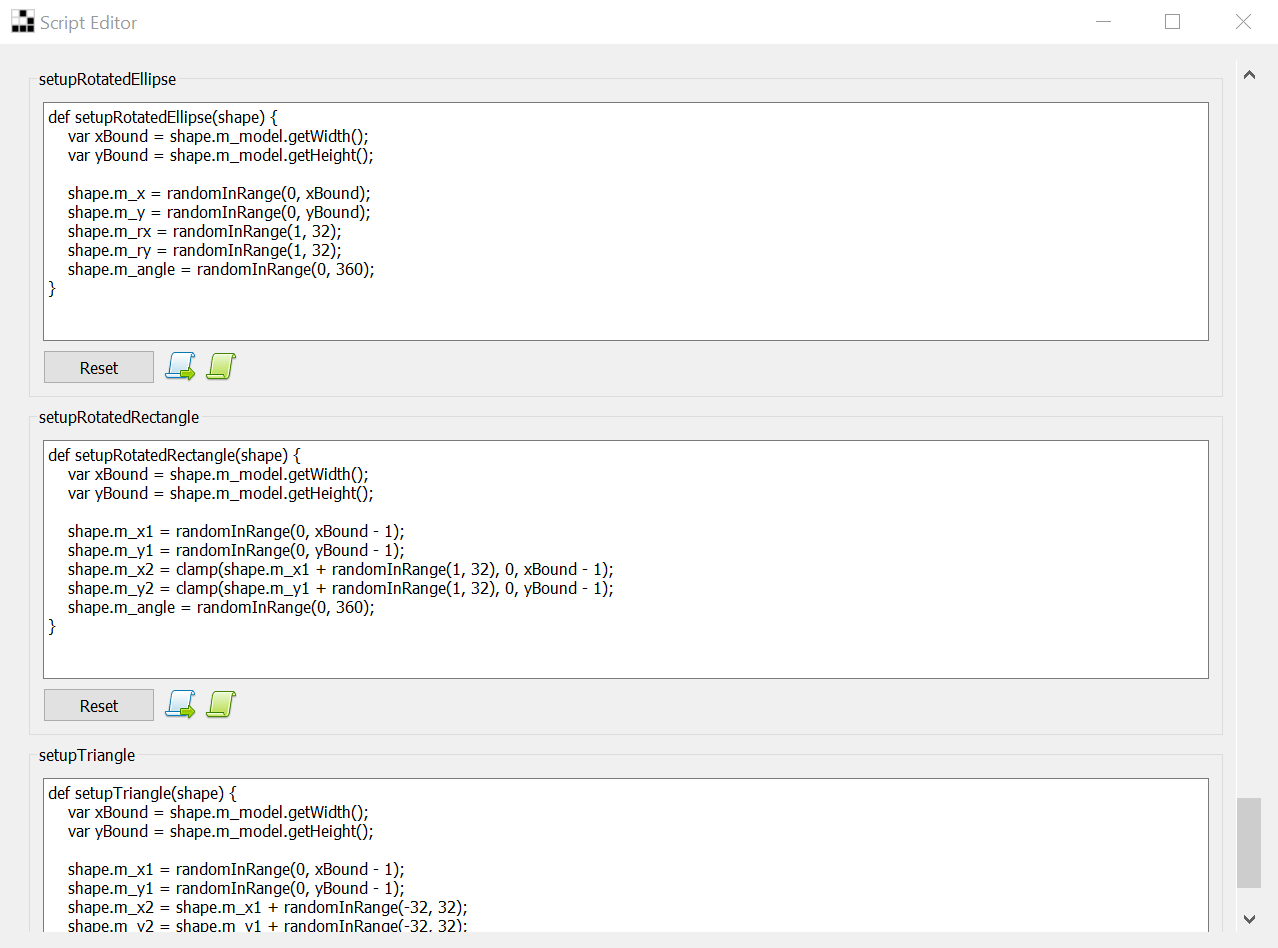 Script Editor
setupRotatedEllipse
def setupRotatedEllipse(shape) {
    var xBound = shape.m_model.getWidth();
    var yBound = shape.m_model.getHeight();

    shape.m_x = randomInRange(0, xBound);
    shape.m_y = randomInRange(0, yBound);
    shape.m_rx = randomInRange(1, 32);
    shape.m_ry = randomInRange(1, 32);
    shape.m_angle = randomInRange(0, 360);
}
Reset
setupRotatedRectangle
def setupRotatedRectangle(shape) {
    var xBound = shape.m_model.getWidth();
    var yBound = shape.m_model.getHeight();

    shape.m_x1 = randomInRange(0, xBound - 1);
    shape.m_y1 = randomInRange(0, yBound - 1);
    shape.m_x2 = clamp(shape.m_x1 + randomInRange(1, 32), 0, xBound - 1);
    shape.m_y2 = clamp(shape.m_y1 + randomInRange(1, 32), 0, yBound - 1);
    shape.m_angle = randomInRange(0, 360);
}
Reset
setupTriangle
def setupTriangle(shape) {
    var xBound = shape.m_model.getWidth();
    var yBound = shape.m_model.getHeight();

    shape.m_x1 = randomInRange(0, xBound - 1);
    shape.m_y1 = randomInRange(0, yBound - 1);
    shape.m_x2 = shape.m_x1 + randomInRange(-32, 32);
    shape.m_y2 = shape.m_y1 + randomInRange(-32, 32);